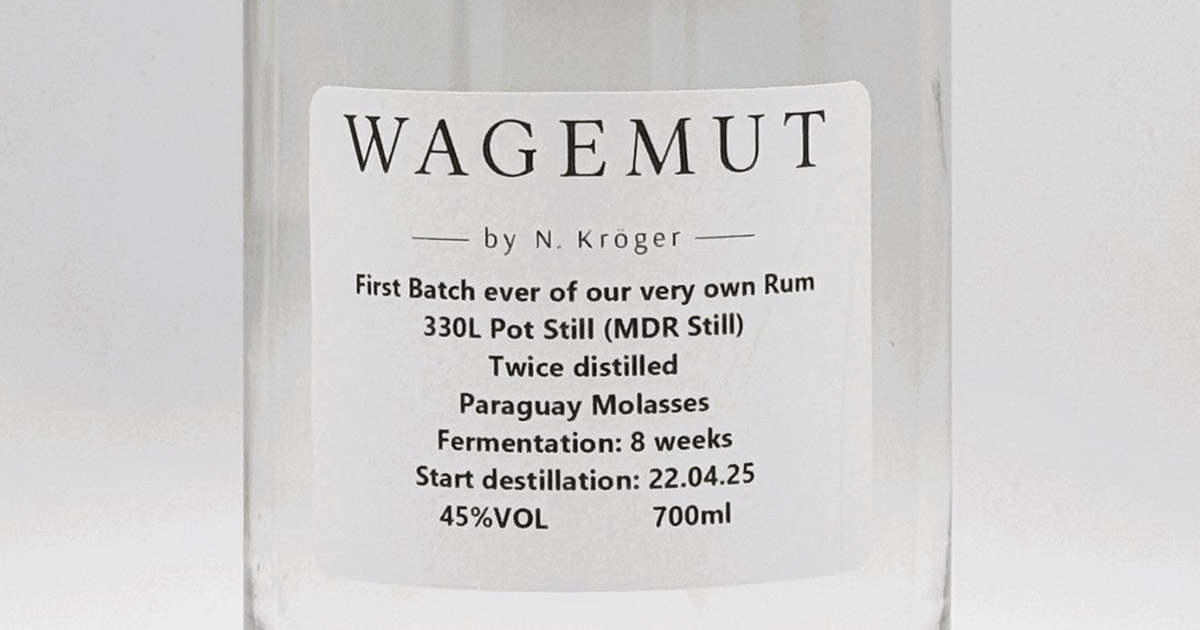 WAGEMUT
by N. Kröger
First Batch ever of our very own Rum
330L Pot Still (MDR Still)
Twice distilled
Paraguay Molasses
Fermentation: 8 weeks
Start destillation: 22.04.25
45%VOL 700ml